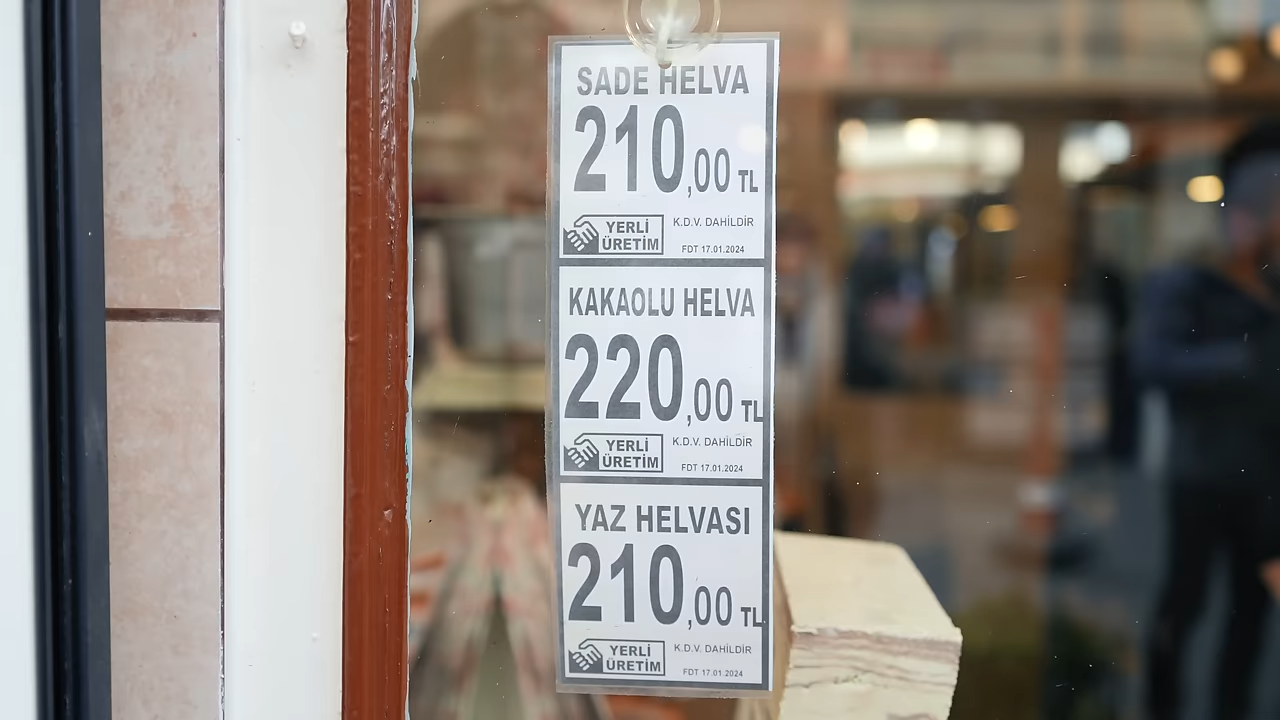 SADE HELVA
210,00 TL
YERLİ ÜRETİM
K.D.V. DAHİLDİR
FDT 17.01.2024
KAKAOLU HELVA
220,00 TL
YERLİ ÜRETİM
K.D.V. DAHİLDİR
FDT 17.01.2024
YAZ HELVASI
210,00 TL
YERLİ ÜRETİM
K.D.V. DAHİLDİR
FDT 17.01.2024